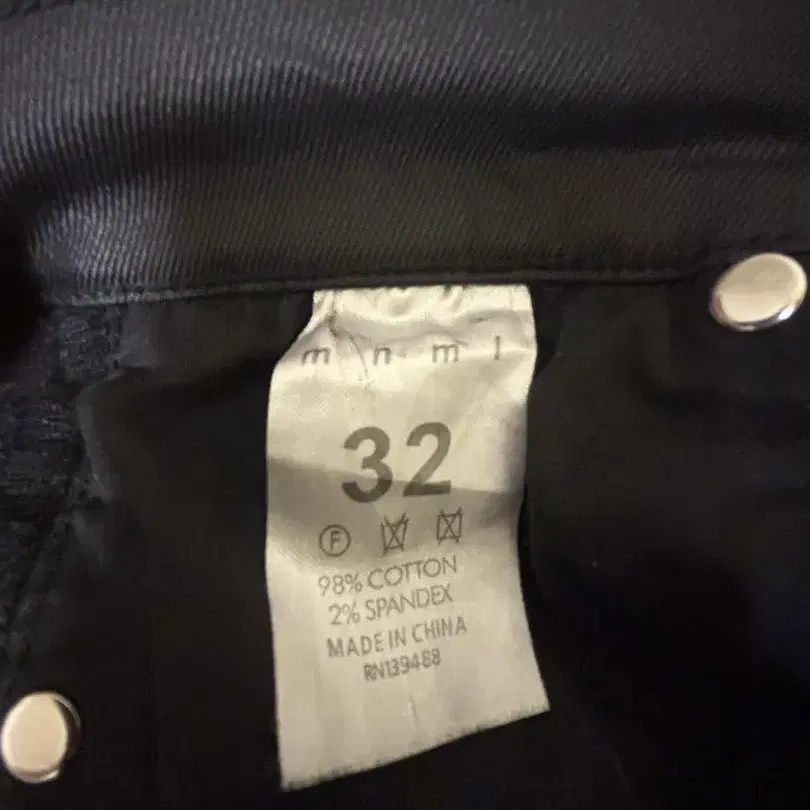 m n m l
32
F
98% COTTON
2% SPANDEX
MADE IN CHINA
RN139488